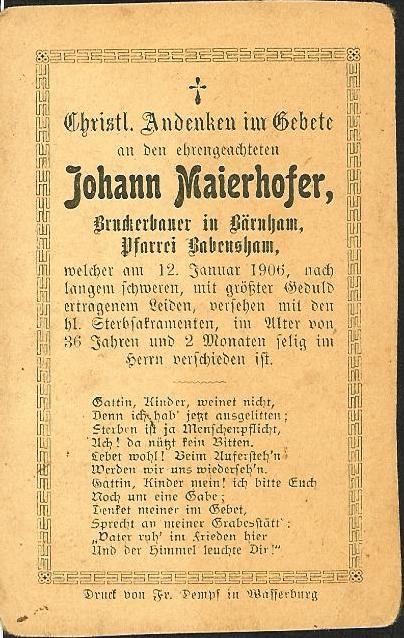 Christl. Andenken im Gebete
an den ehrengeachteten
Johann Maierhofer,
Bruckerbauer in Bärnham,
Pfarrei Babensham,
welcher am 12. Januar 1906, nach
langem schweren, mit größter Geduld
ertragenem Leiden, versehen mit den
hl. Sterbsakramenten, im Alter von
36 Jahren und 2 Monaten selig im
Herrn verschieden ist.
Gattin, Kinder, weinet nicht,
Denn ich hab' jetzt ausgelitten;
Sterben ist ja Menschenpflicht,
Ach! da nützt kein Bitten.
Lebet wohl! Beim Aufersteh'n
Werden wir uns wiederseh'n.
Gattin, Kinder mein! ich bitte Euch
Noch um eine Gabe;
Denket meiner im Gebet,
Sprecht an meiner Grabesstätt':
„Vater ruh' im Frieden hier
Und der Himmel leuchte Dir!"
Druck von Fr. Dempf in Wasserburg